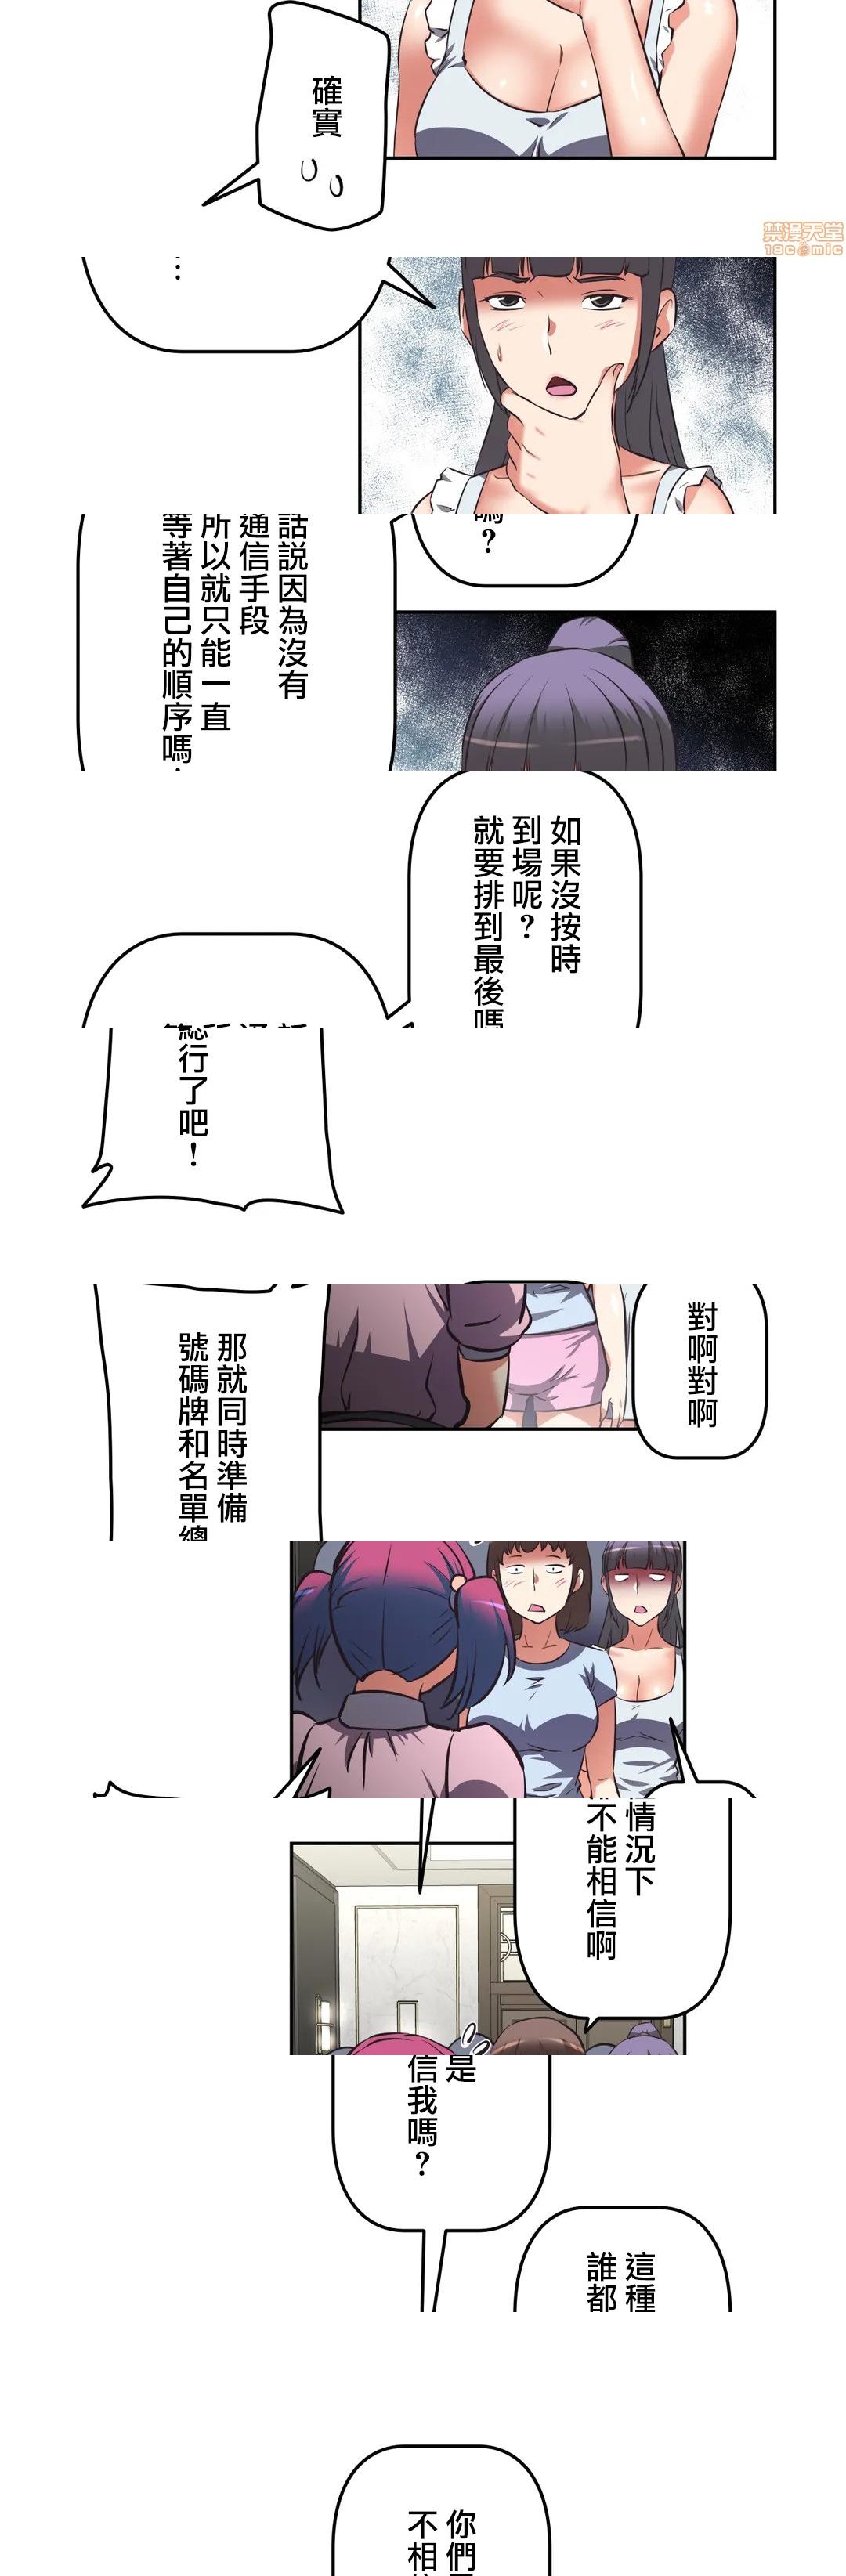 確實
禁漫天堂
18comic
…
嗎?
話説因為沒有
通信手段
所以就只能一直
等著自己的順序嗎
如果沒按時
到場呢?
就要排到最後嗎
總行了吧!
對啊對啊
那就同時準備
號碼牌和名單總
情況下
不能相信啊
是
信我嗎?
這種
誰都
你們
不相